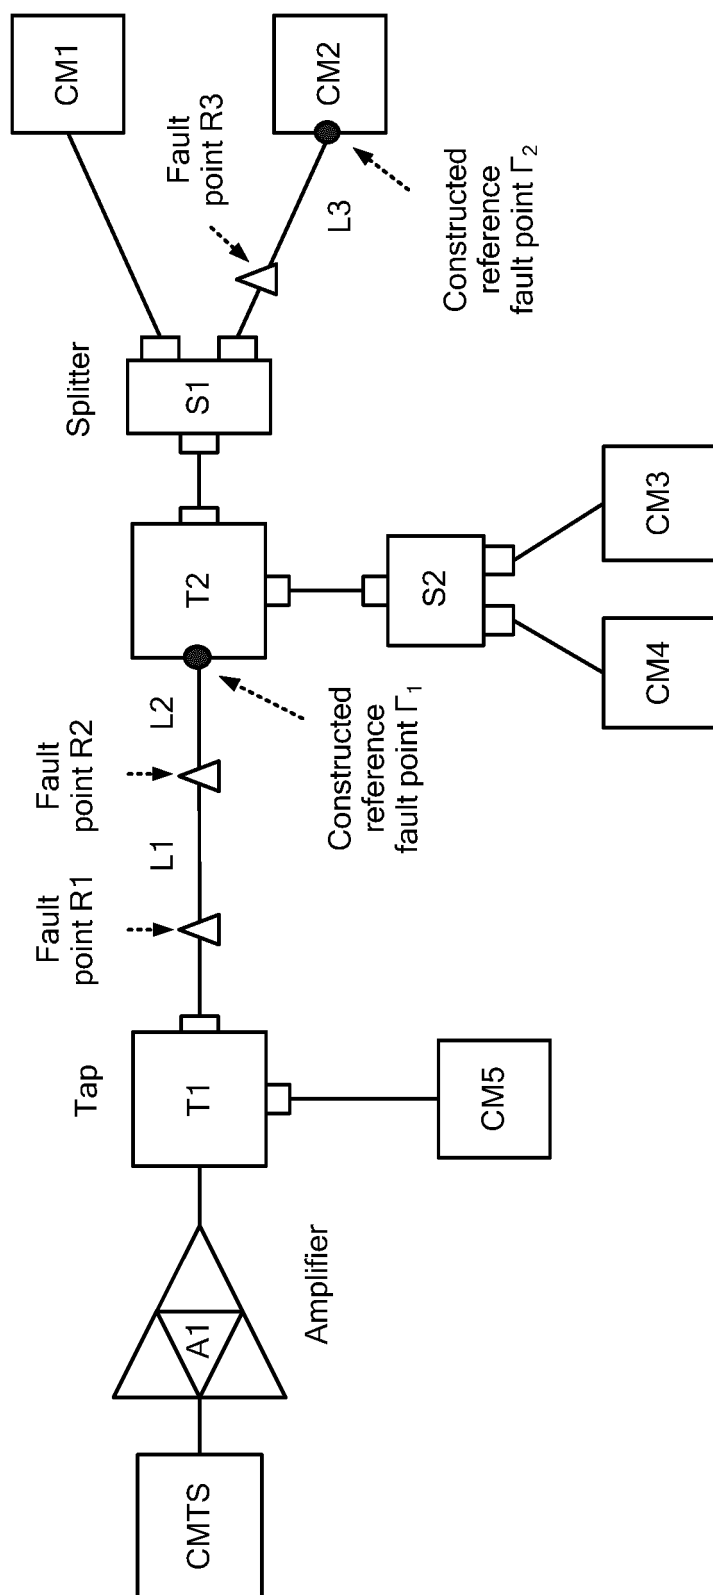 CMTS
A1
Amplifier
Tap
T1
CM5
Fault
point R1
L1
Fault
point R2
L2
Constructed
reference
fault point Γ1
T2
S2
CM4
CM3
Splitter
S1
CM1
Fault
point R3
L3
CM2
Constructed
reference
fault point Γ2